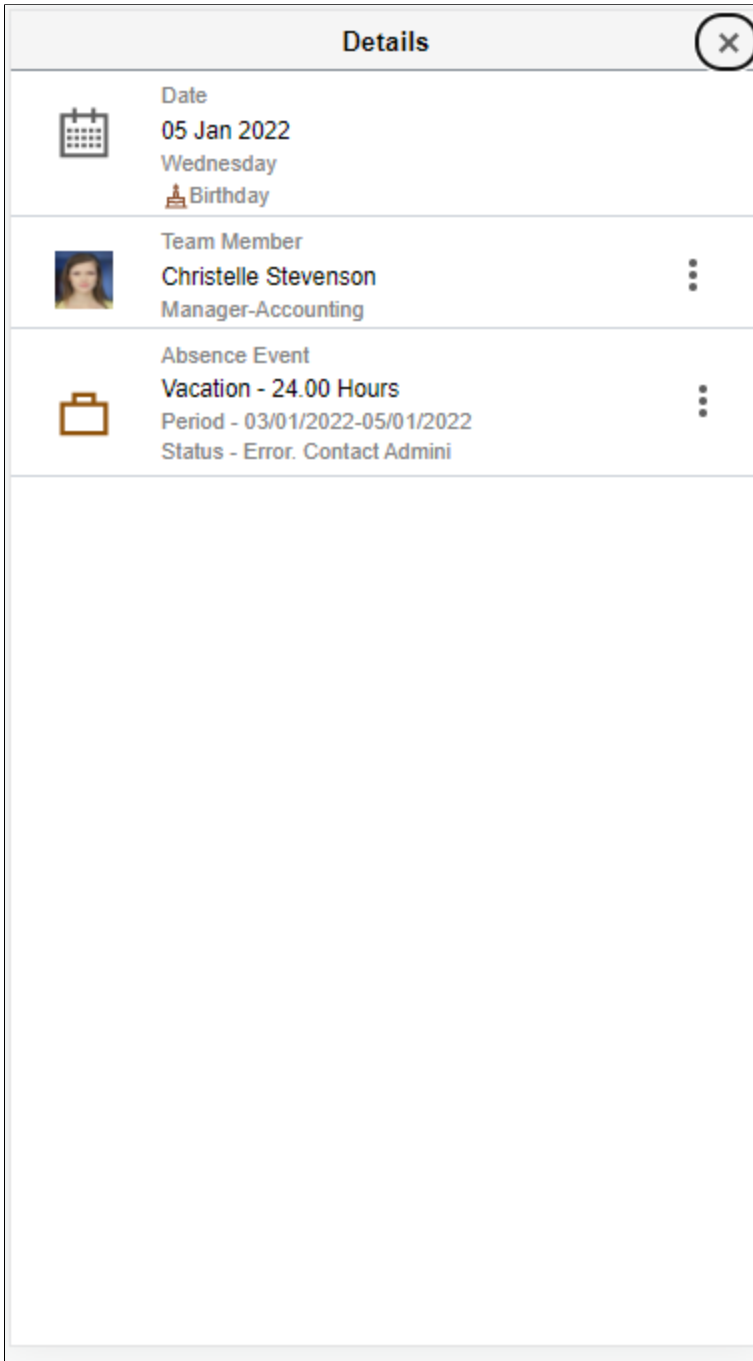 Details
Date
05 Jan 2022
Wednesday
Birthday
Team Member
Christelle Stevenson
Manager-Accounting
Absence Event
Vacation - 24.00 Hours
Period - 03/01/2022-05/01/2022
Status - Error. Contact Admini